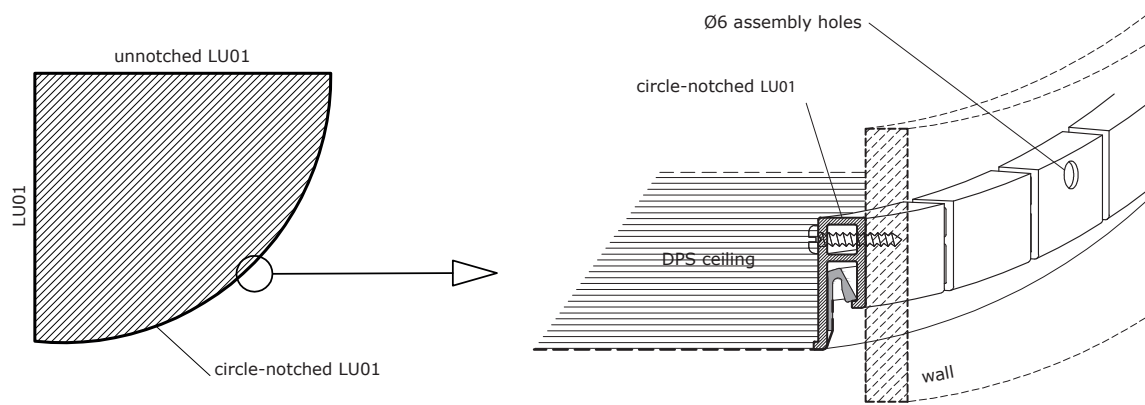 unnotched LU01
LU01
circle-notched LU01
Ø6 assembly holes
circle-notched LU01
DPS ceiling
wall